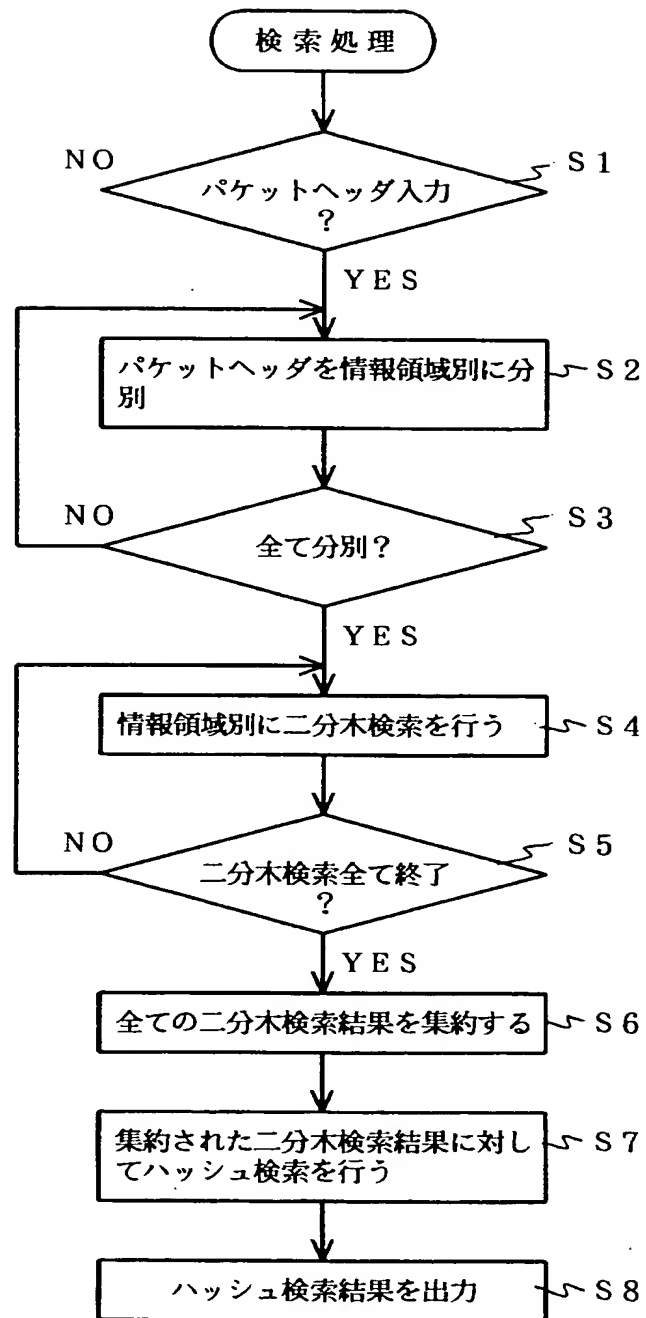 検索処理
NO
パケットヘッダ入力
?
S1
YES
パケットヘッダを情報領域別に分
別
S2
NO
全て分別?
S3
YES
情報領域別に二分木検索を行う
S4
NO
二分木検索全て終了
?
S5
YES
全ての二分木検索結果を集約する
S6
集約された二分木検索結果に対し
てハッシュ検索を行う
S7
ハッシュ検索結果を出力
S8